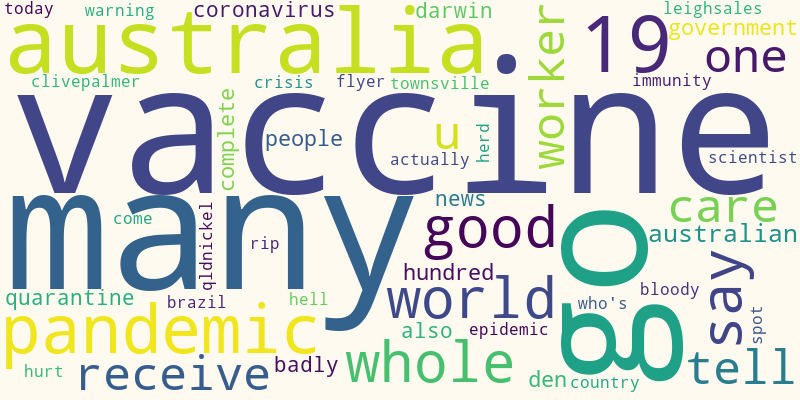 today
warning
coronavirus
darwin
leighsales
australia
worker
19
government
one
clivepalmer
crisis
flyer
townsville
immunity
vaccine
complete
people
u
actually
herd
scientist
many
come
qldnickel
rip
news
good
go
care
australian
hundred
quarantine
brazil
hell
world
who's
bloody
say
spot
pandemic
also
epidemic
hurt
receive
badly
whole
den
country
tell